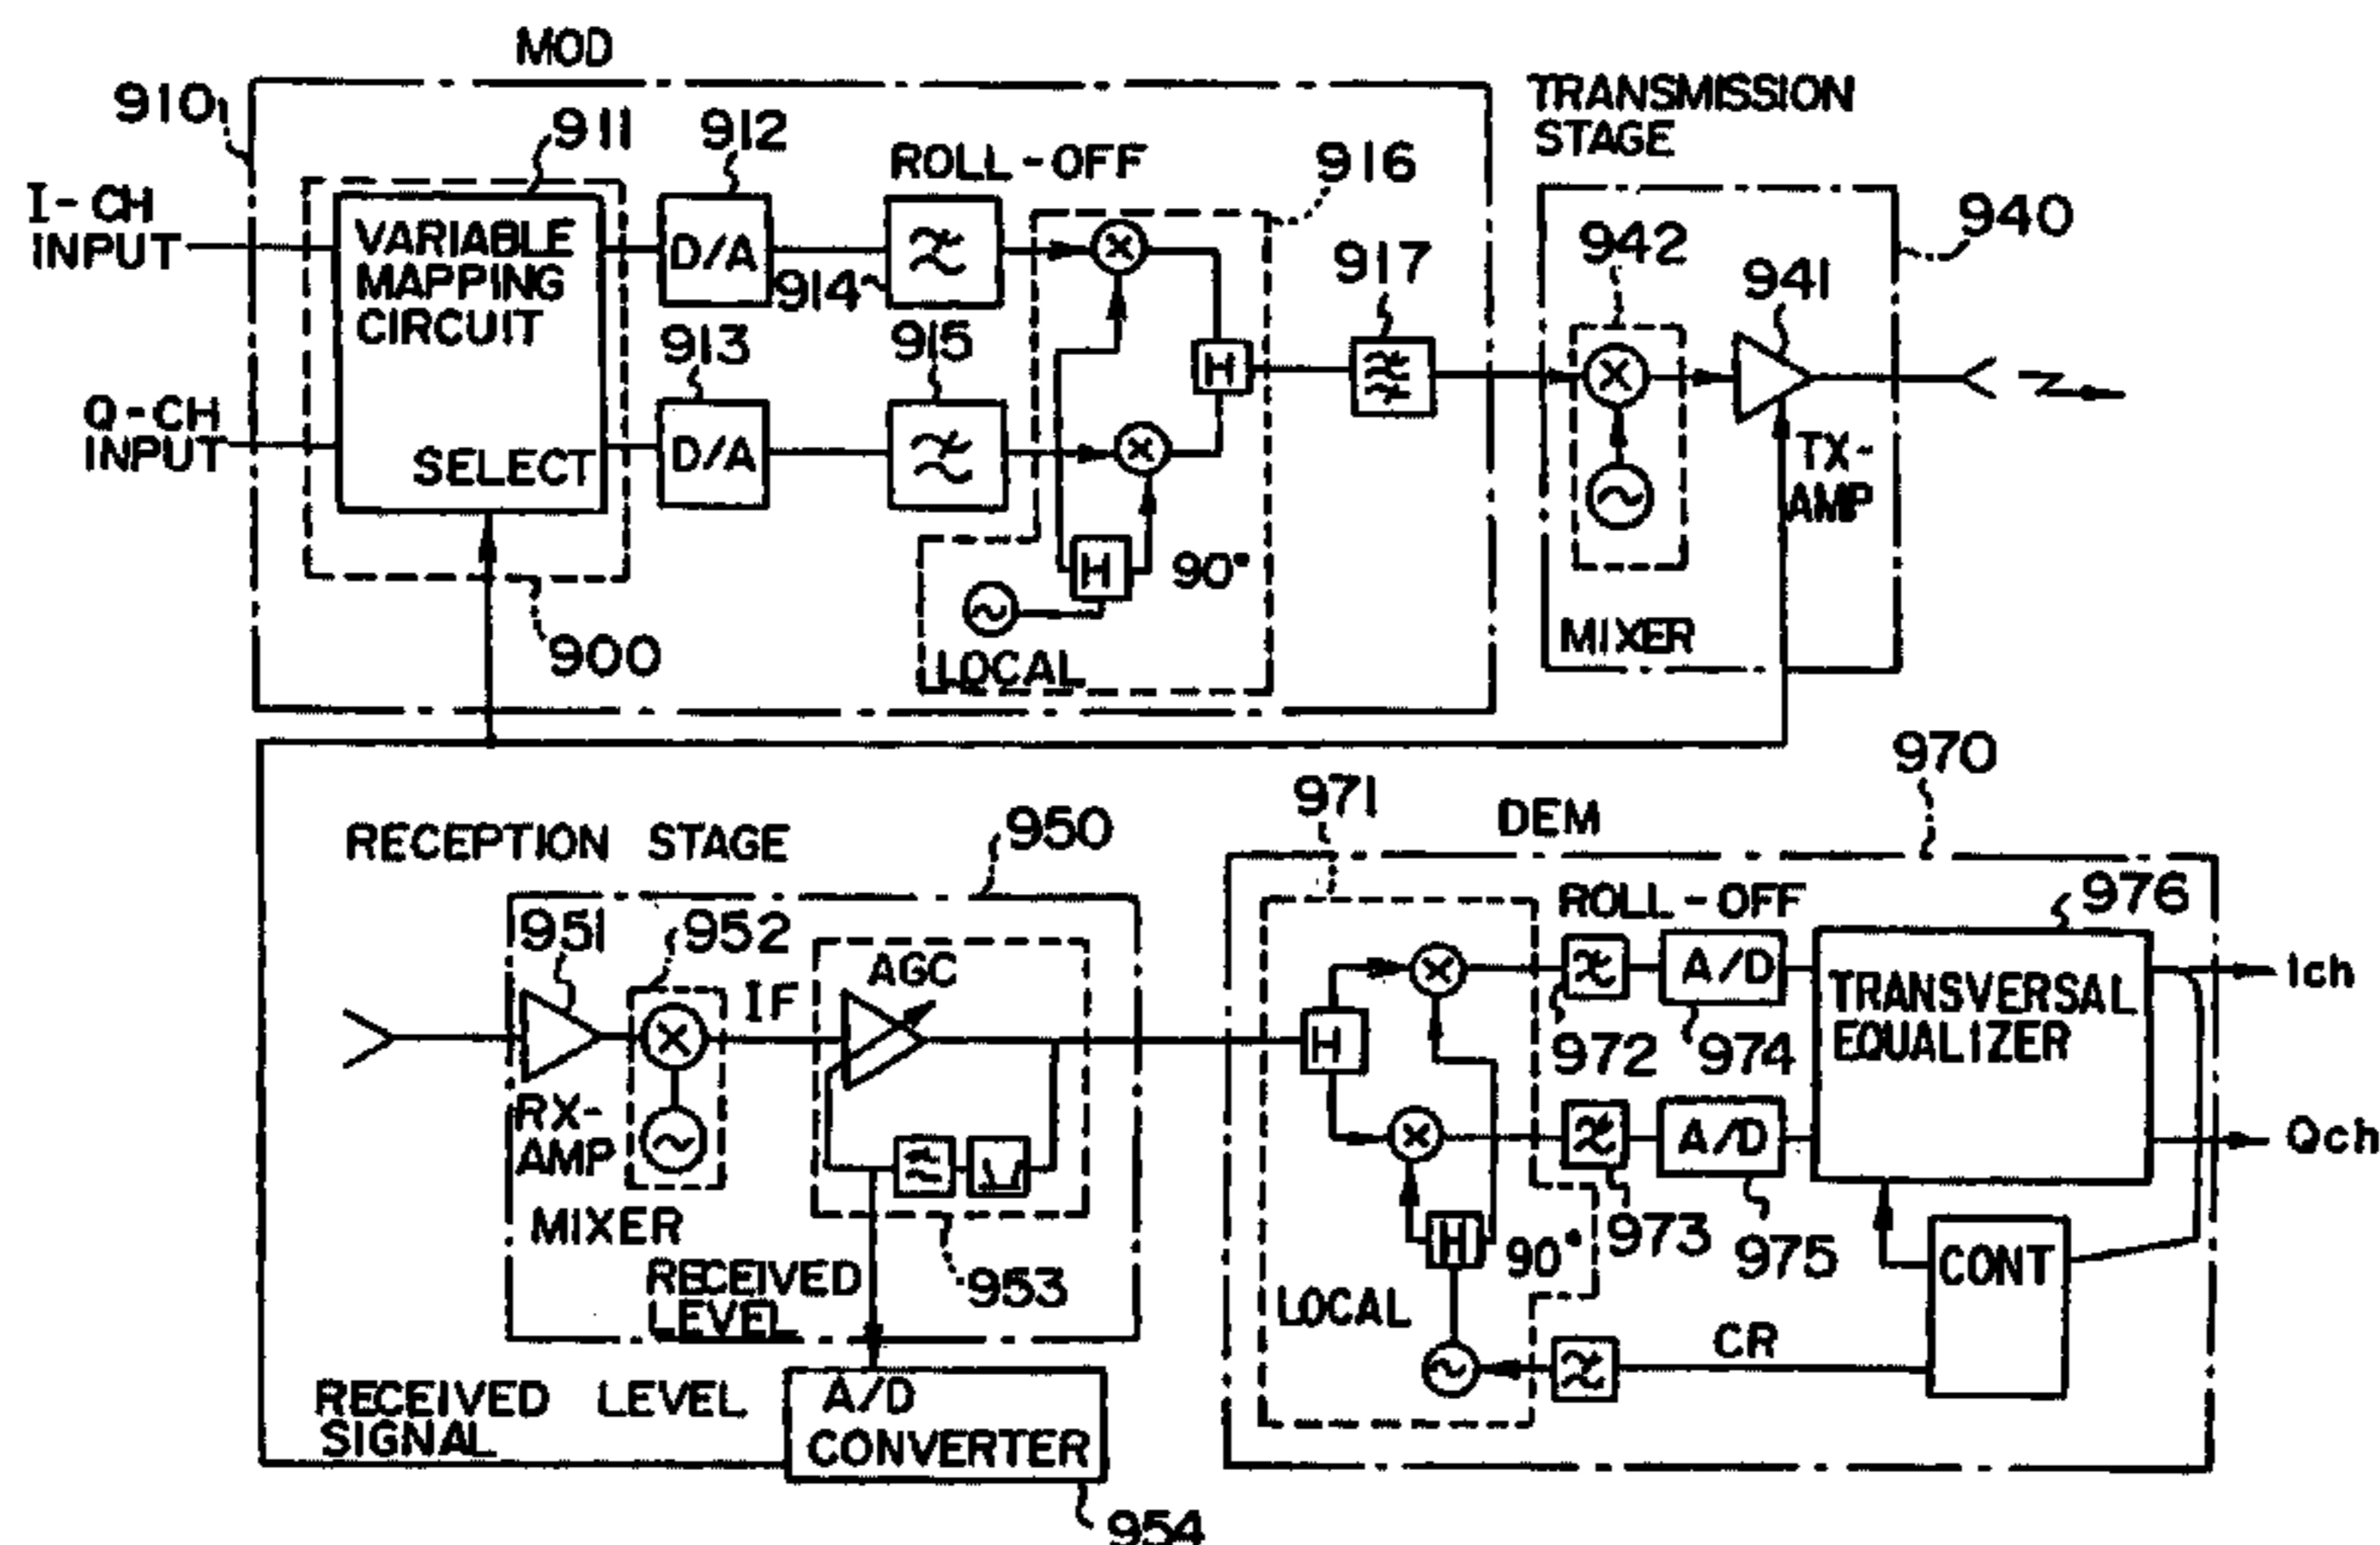 MOD
910
911
912
ROLL-OFF
916
TRANSMISSION
STAGE
940
I-CH
INPUT
VARIABLE
MAPPING
CIRCUIT
SELECT
D/A
914
917
942
941
913
915
H
Q-CH
INPUT
D/A
TX-
AMP
H
90°
900
LOCAL
MIXER
970
971
DEM
RECEPTION STAGE
950
951
952
IF
AGC
ROLL-OFF
976
A/D
TRANSVERSAL
EQUALIZER
Ich
H
972
974
RX-
AMP
A/D
Qch
MIXER
H
90°
973
975
CONT
RECEIVED
LEVEL
953
LOCAL
CR
RECEIVED LEVEL
SIGNAL
A/D
CONVERTER
954